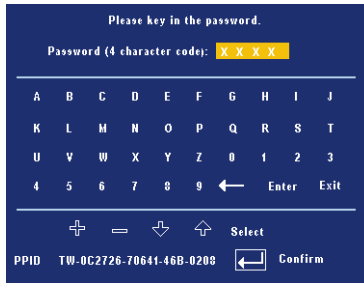 Please key in the password.
Password (4 character code): X X X X
A B C D E F G H I J
K L M N O P Q R S T
U V W X Y Z 0 1 2 3
4 5 6 7 8 9 Enter Exit
Select
PPID TW-0C2726-70641-46B-0208 Confirm